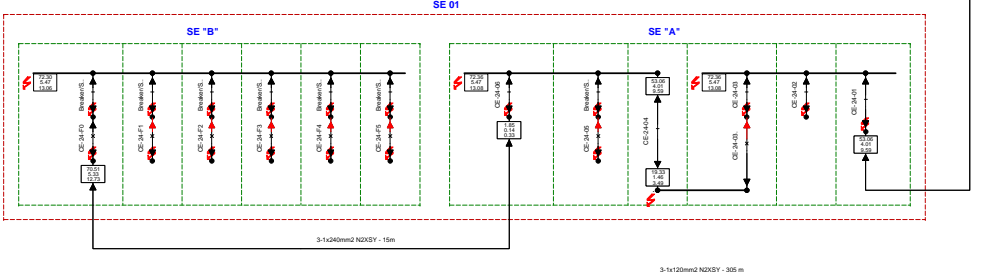 SE 01
SE "B"
SE "A"
72.30
5.47
13.06
Breaker/S..
CE-24-F0
Breaker/S..
CE-24-F1
Breaker/S..
CE-24-F2
Breaker/S..
CE-24-F3
Breaker/S..
CE-24-F4
Breaker/S..
CE-24-F5
70.51
5.33
12.73
72.36
5.47
13.08
CE-24-06
1.85
0.14
0.33
Breaker/S..
CE-24-05
53.06
4.01
9.59
CE-24-04
19.33
1.46
3.49
72.36
5.47
13.08
CE-24-03
CE-24-03.
CE-24-02
CE-24-01
53.06
4.01
9.59
3-1x240mm2 N2XSY - 15m
3-1x120mm2 N2XSY - 305 m